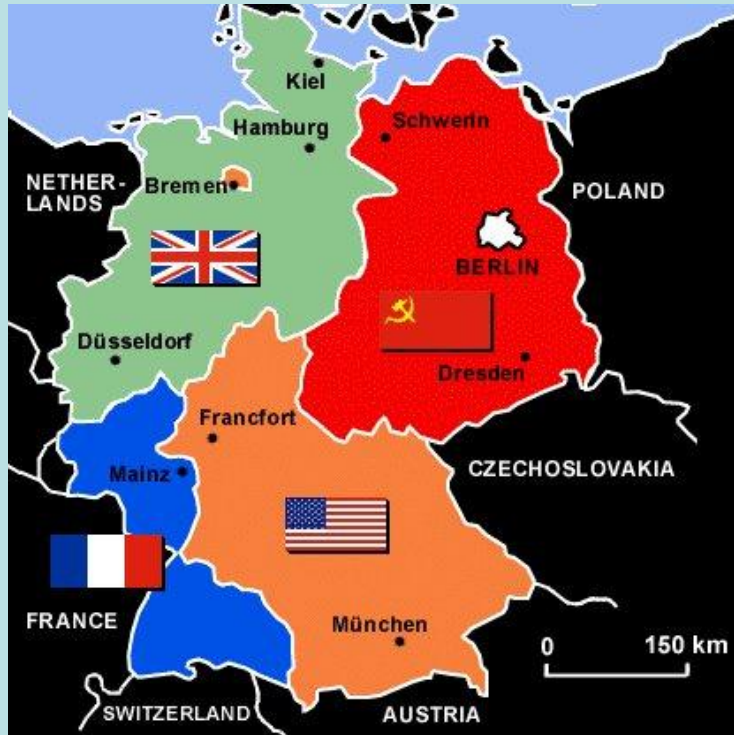 Kiel
Schwerin
Hamburg
NETHER-
LANDS
Bremen
POLAND
BERLIN
Düsseldorf
Dresden
Francfort
Mainz
CZECHOSLOVAKIA
FRANCE
München
0 150 km
SWITZERLAND
AUSTRIA